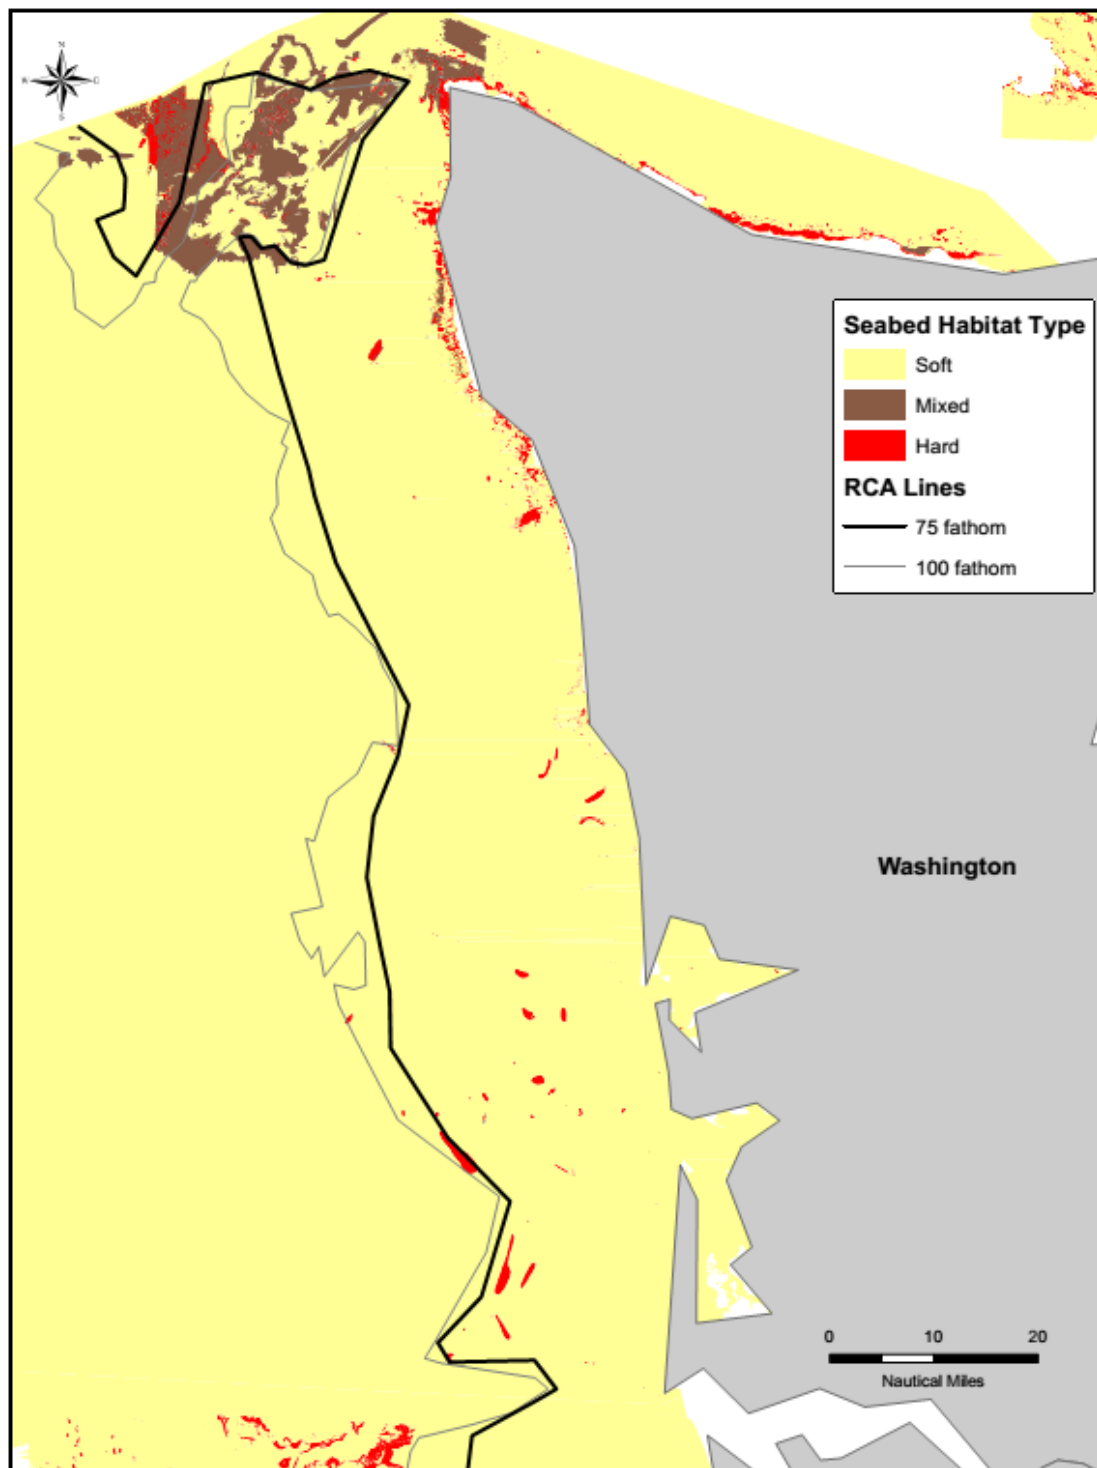 N
S
Seabed Habitat Type
Soft
Mixed
Hard
RCA Lines
75 fathom
100 fathom
Washington
0 10 20
Nautical Miles